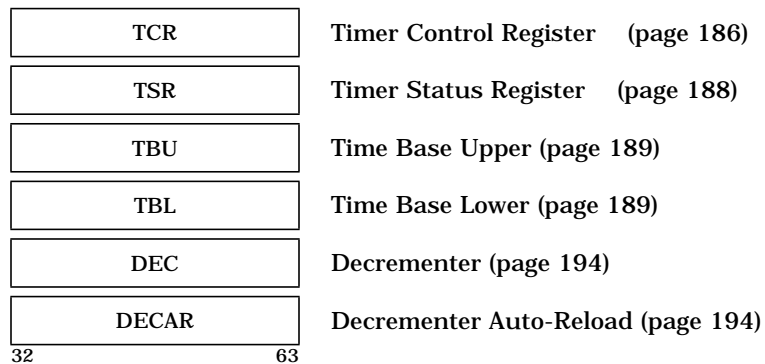 TCR Timer Control Register (page 186)
TSR Timer Status Register (page 188)
TBU Time Base Upper (page 189)
TBL Time Base Lower (page 189)
DEC Decrementer (page 194)
DECAR Decrementer Auto-Reload (page 194)
32 63